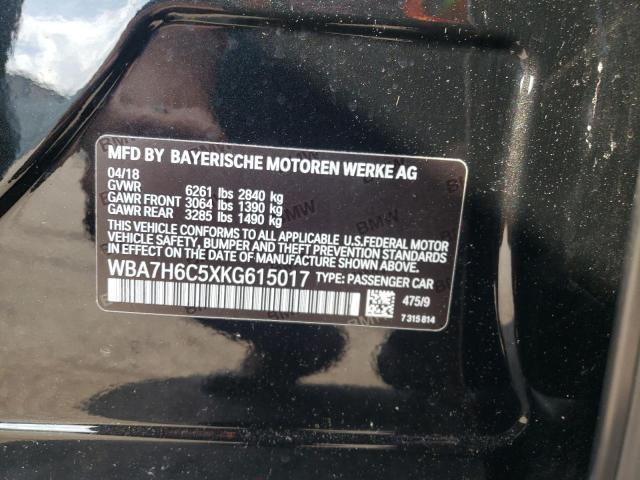 MFD BY BAYERISCHE MOTOREN WERKE AG
04/18
GVWR 6261 lbs 2840 kg
GAWR FRONT 3064 lbs 1390 kg
GAWR REAR 3285 lbs 1490 kg
THIS VEHICLE CONFORMS TO ALL APPLICABLE U.S.FEDERAL MOTOR
VEHICLE SAFETY, BUMPER AND THEFT PREVENTION STANDARDS
IN EFFECT ON THE DATE OF MANUFACTURE SHOWN ABOVE.
WBA7H6C5XKG615017 TYPE: PASSENGER CAR
475/9
7 315 814